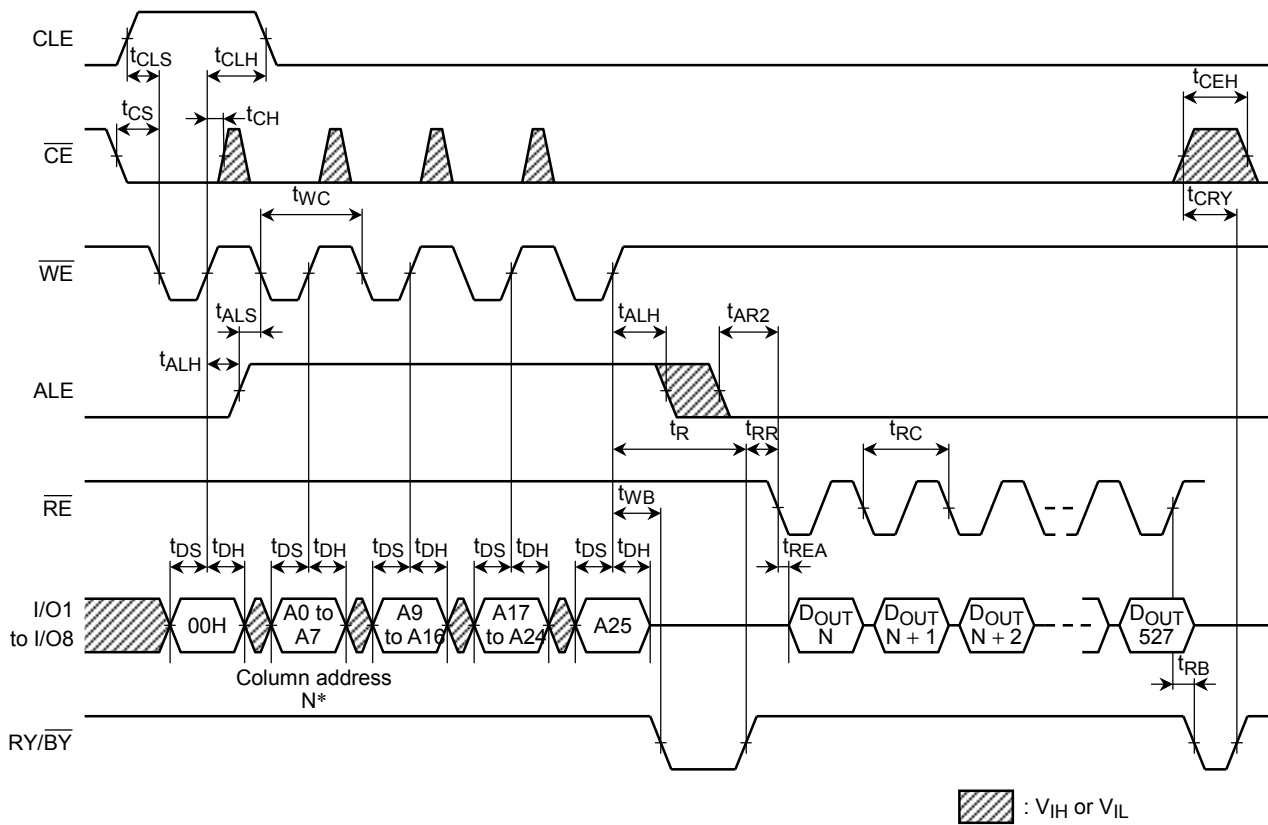 CLE
tCLS
tCLH
tCEH
tCS
tCH
CE
tWC
tCRY
WE
tALS
tALH
tAR2
tALH
ALE
tR
tRR
tRC
RE
tWB
tREA
tDS tDH tDS tDH tDS tDH tDS tDH tDS tDH
I/O1
to I/O8
00H
A0 to
A7
A9
to A16
A17
to A24
A25
DOUT
N
DOUT
N + 1
DOUT
N + 2
DOUT
527
Column address
N*
tRB
RY/BY
: VIH or VIL